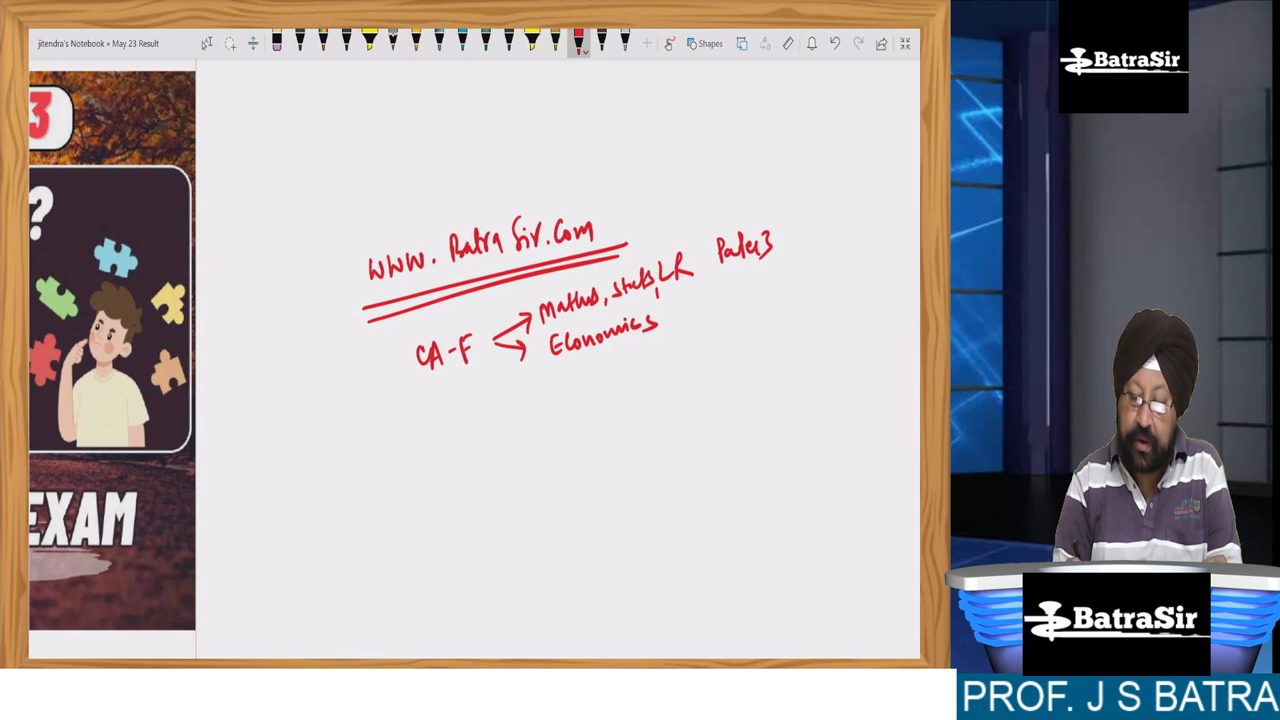 jitendra's Notebook » May 23 Result
Shapes
BatraSir
3
?
www. Batra Sir.Com
Maths, Stats, LR Paper3
CA-F
Economics
EXAM
BatraSir
PROF. J S BATRA